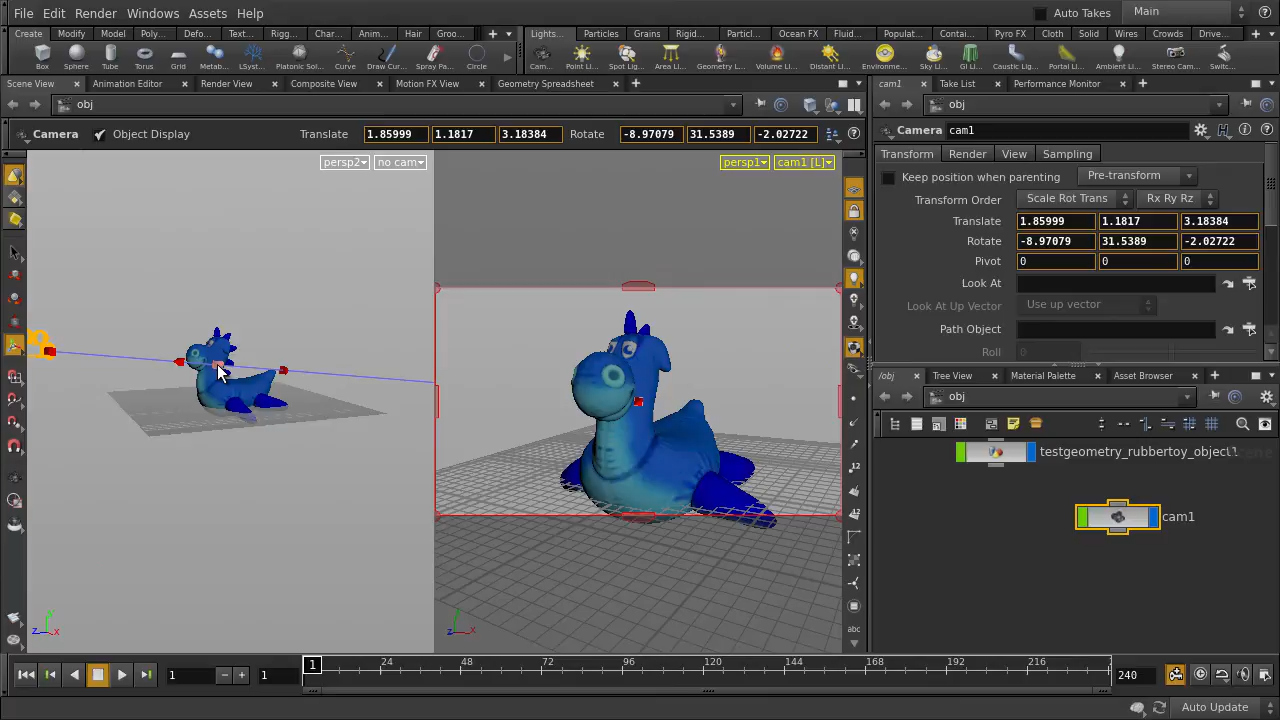 File Edit Render Windows Assets Help Auto Takes Main
Create Modify Model Poly... Defo... Text... Rigg... Char... Anim... Hair Groo... Lights... Particles Grains Rigid... Particl... Ocean FX Fluid... Populat... Contai... Pyro FX Cloth Solid Wires Crowds Drive...
Box Sphere Tube Torus Grid Metab... LSyst... Platonic Sol... Curve Draw Cur... Spray Pa... Circle Cam... Point Li... Spot Lig... Area Li... Geometry L... Volume Li... Distant Li... Environme... Sky Li... GI Li... Caustic Lig... Portal Li... Ambient Li... Stereo Cam... Switc...
Scene View Animation Editor Render View Composite View Motion FX View Geometry Spreadsheet cam1 Take List Performance Monitor
obj obj
Camera Object Display Translate 1.85999 1.1817 3.18384 Rotate -8.97079 31.5389 -2.02722
Camera cam1
persp2 no cam persp1 cam1 [L]
Transform Render View Sampling
Keep position when parenting Pre-transform
Transform Order Scale Rot Trans Rx Ry Rz
Translate 1.85999 1.1817 3.18384
Rotate -8.97079 31.5389 -2.02722
Pivot 0 0 0
Look At
Look At Up Vector Use up vector
Path Object
Roll 0
/obj Tree View Material Palette Asset Browser
obj
testgeometry_rubbertoy_object1
cam1
12
12
abc
y z x
y z x
1 1 1 24 48 72 96 120 144 168 192 216 240
Auto Update